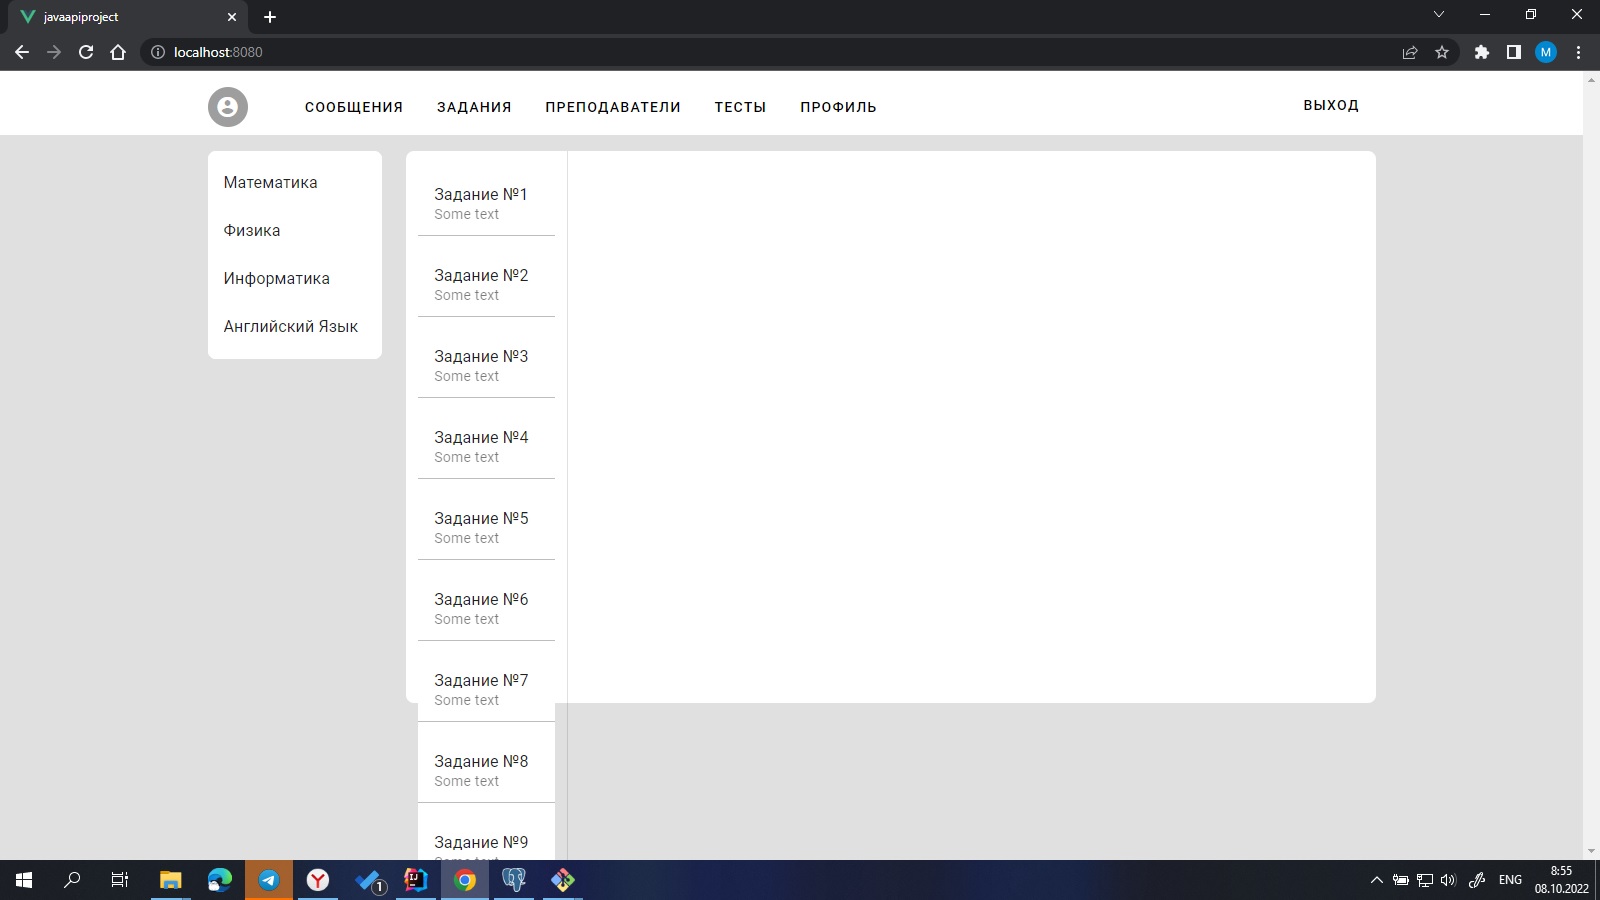 javaapiproject
localhost:8080
M
СООБЩЕНИЯ ЗАДАНИЯ ПРЕПОДАВАТЕЛИ ТЕСТЫ ПРОФИЛЬ ВЫХОД
Математика
Физика
Информатика
Английский Язык
Задание №1
Some text
Задание №2
Some text
Задание №3
Some text
Задание №4
Some text
Задание №5
Some text
Задание №6
Some text
Задание №7
Some text
Задание №8
Some text
Задание №9
Some text
1
ENG
8:55
08.10.2022